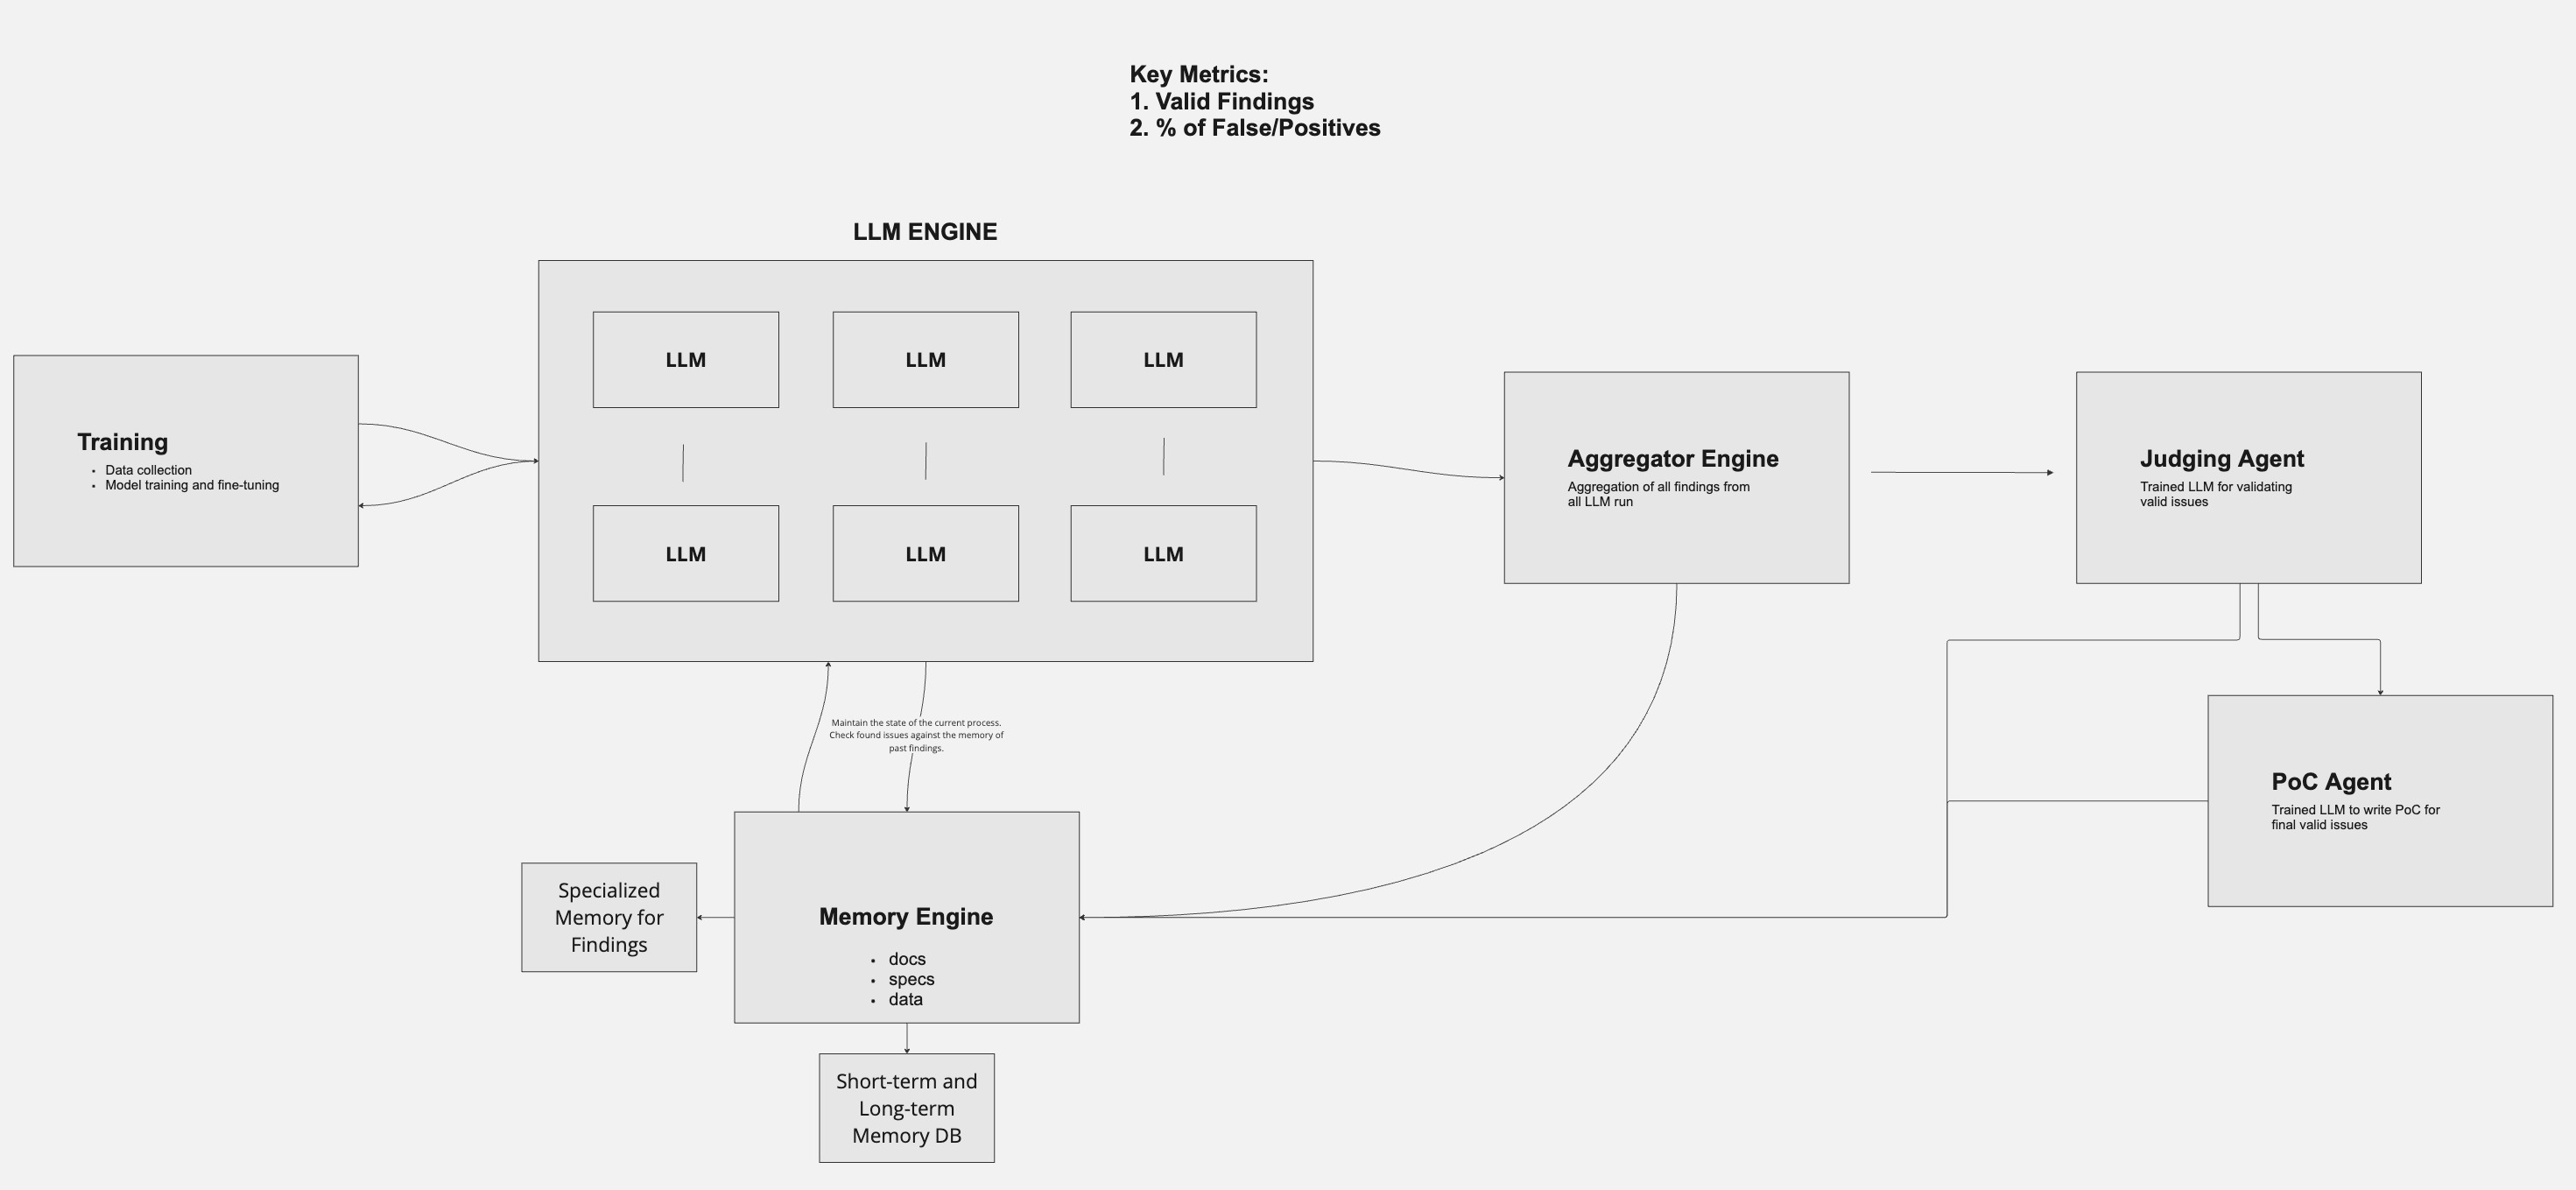 Key Metrics:
1. Valid Findings
2. % of False/Positives
LLM ENGINE
LLM
LLM
LLM
LLM
LLM
LLM
Training
• Data collection
• Model training and fine-tuning
Aggregator Engine
Aggregation of all findings from
all LLM run
Judging Agent
Trained LLM for validating
valid issues
Maintain the state of the current process.
Check found issues against the memory of
past findings.
PoC Agent
Trained LLM to write PoC for
final valid issues
Specialized
Memory for
Findings
Memory Engine
• docs
• specs
• data
Short-term and
Long-term
Memory DB